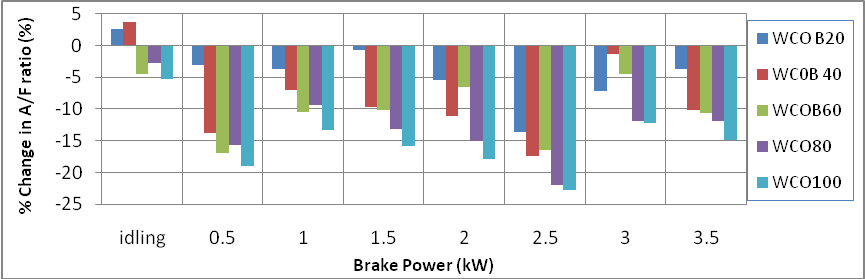 % Change in A/F ratio (%)
5
0
-5
-10
-15
-20
-25
idling 0.5 1 1.5 2 2.5 3 3.5
Brake Power (kW)
WCO B20
WC0B 40
WCOB60
WCO80
WCO100